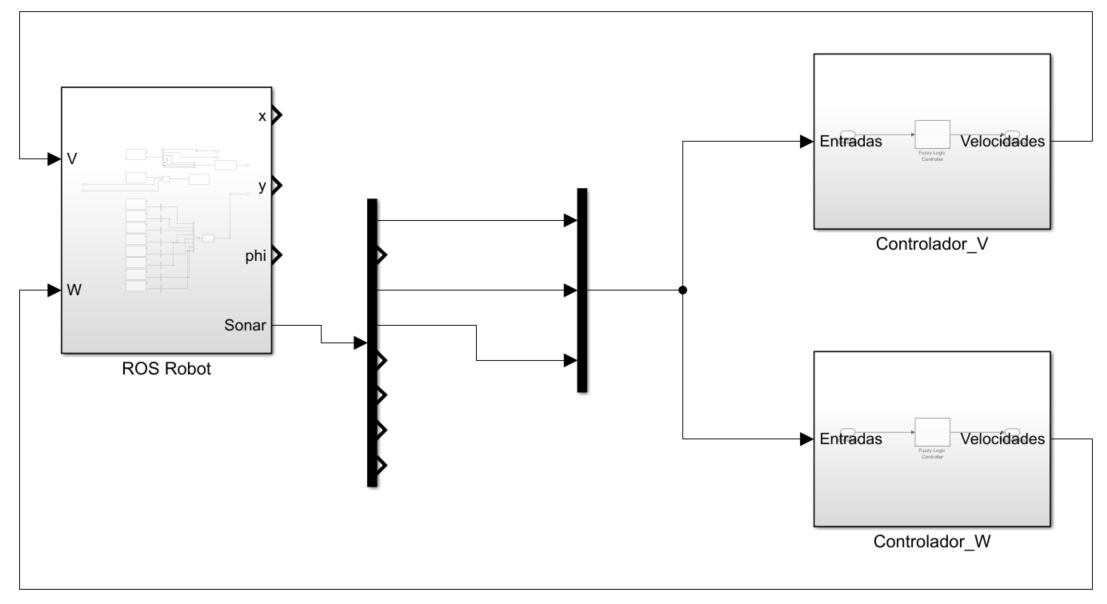 V
W
x
y
phi
Sonar
ROS Robot
Entradas
Fuzzy Logic
Controller
Velocidades
Controlador_V
Entradas
Fuzzy Logic
Controller
Velocidades
Controlador_W